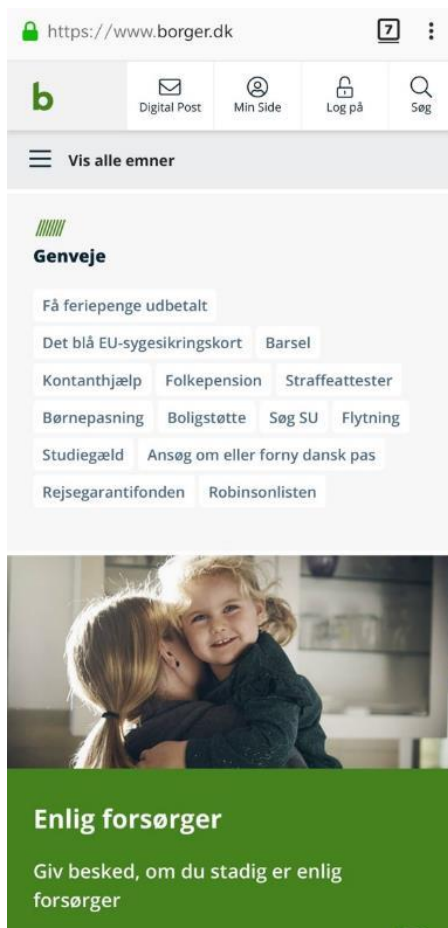 https://www.borger.dk 7
b Digital Post Min Side Log på Søg
Vis alle emner
Genveje
Få feriepenge udbetalt
Det blå EU-sygesikringskort Barsel
Kontanthjælp Folkepension Straffeattester
Børnepasning Boligstøtte Søg SU Flytning
Studiegæld Ansøg om eller forny dansk pas
Rejsegarantifonden Robinsonlisten
Enlig forsørger
Giv besked, om du stadig er enlig
forsørger